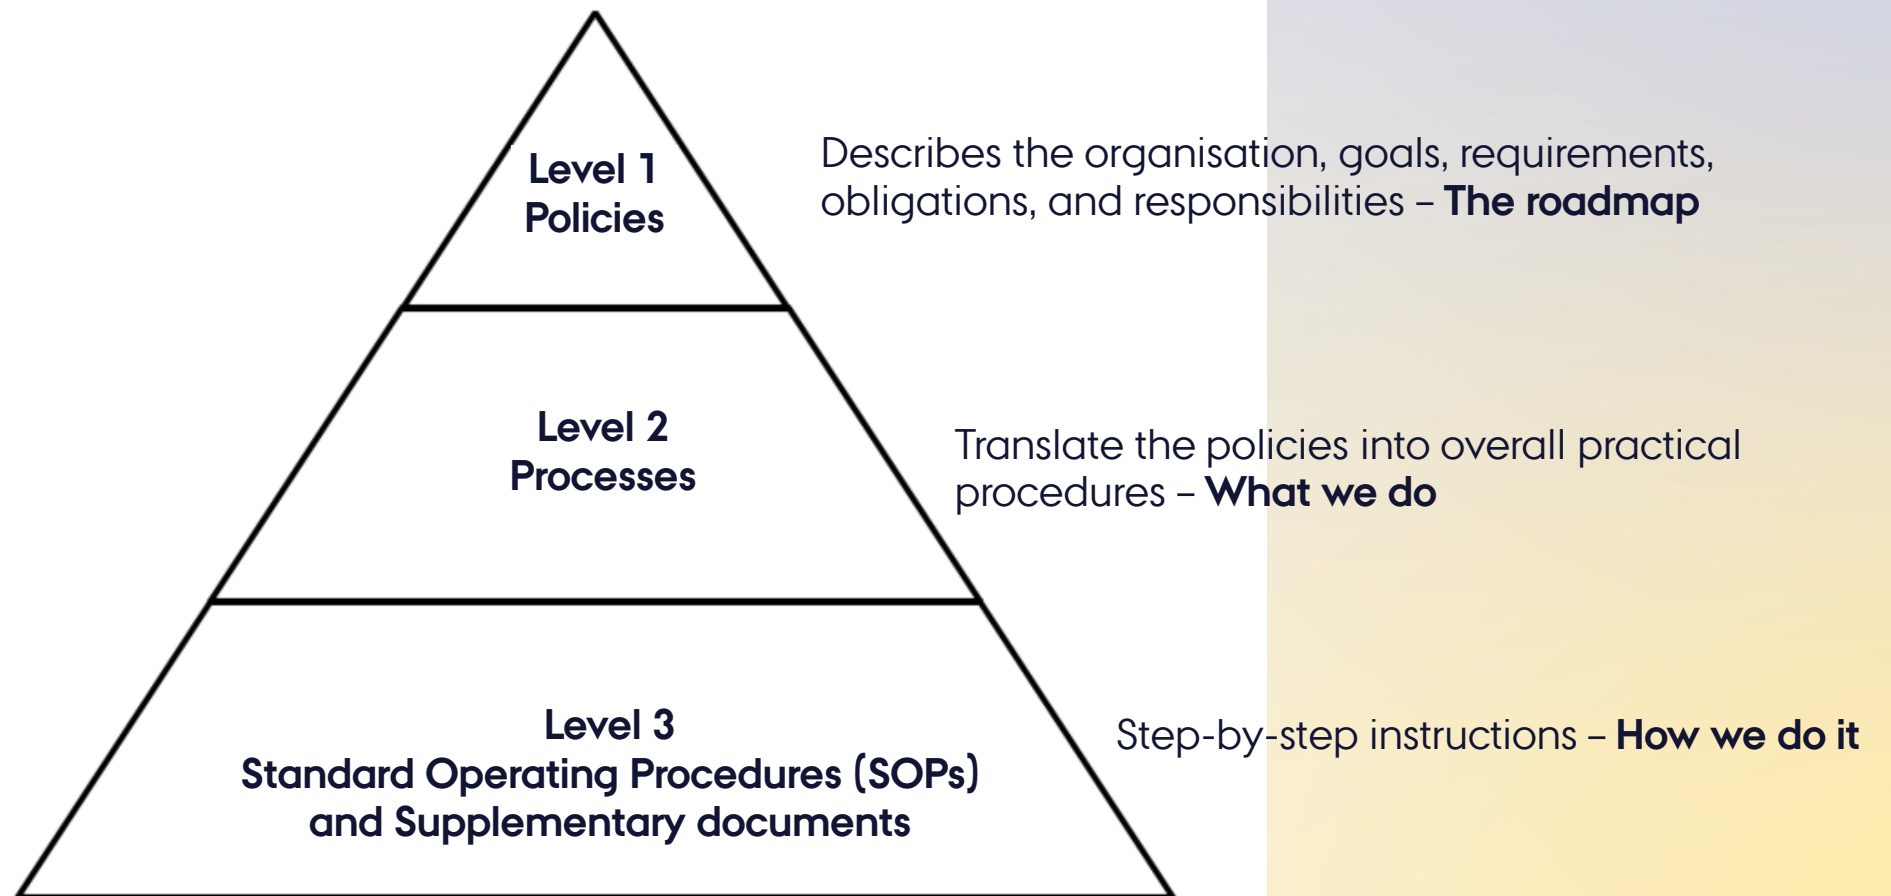 Level 1
Policies
Describes the organisation, goals, requirements,
obligations, and responsibilities – The roadmap
Level 2
Processes
Translate the policies into overall practical
procedures – What we do
Level 3
Standard Operating Procedures (SOPs)
and Supplementary documents
Step-by-step instructions – How we do it